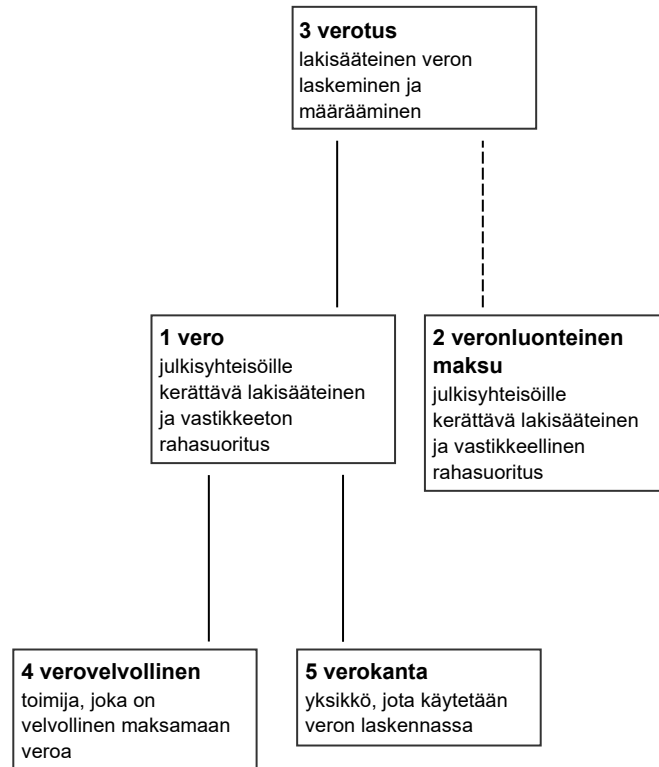 3 verotus
lakisääteinen veron
laskeminen ja
määrääminen
1 vero
julkisyhteisöille
kerättävä lakisääteinen
ja vastikkeeton
rahasuoritus
2 veronluonteinen
maksu
julkisyhteisöille
kerättävä lakisääteinen
ja vastikkeellinen
rahasuoritus
4 verovelvollinen
toimija, joka on
velvollinen maksamaan
veroa
5 verokanta
yksikkö, jota käytetään
veron laskennassa